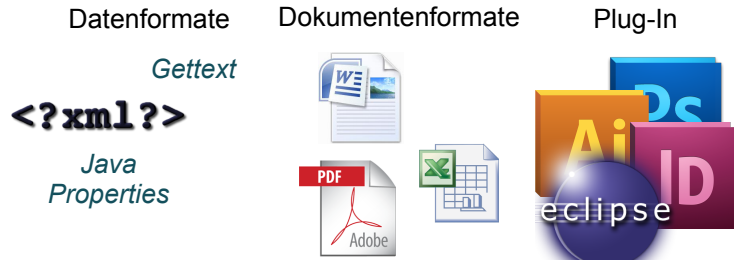 Datenformate
Dokumentenformate
Plug-In
Gettext
<?xml?>
Java
Properties
W
PDF
Adobe
X
Ps
Ai
ID
eclipse